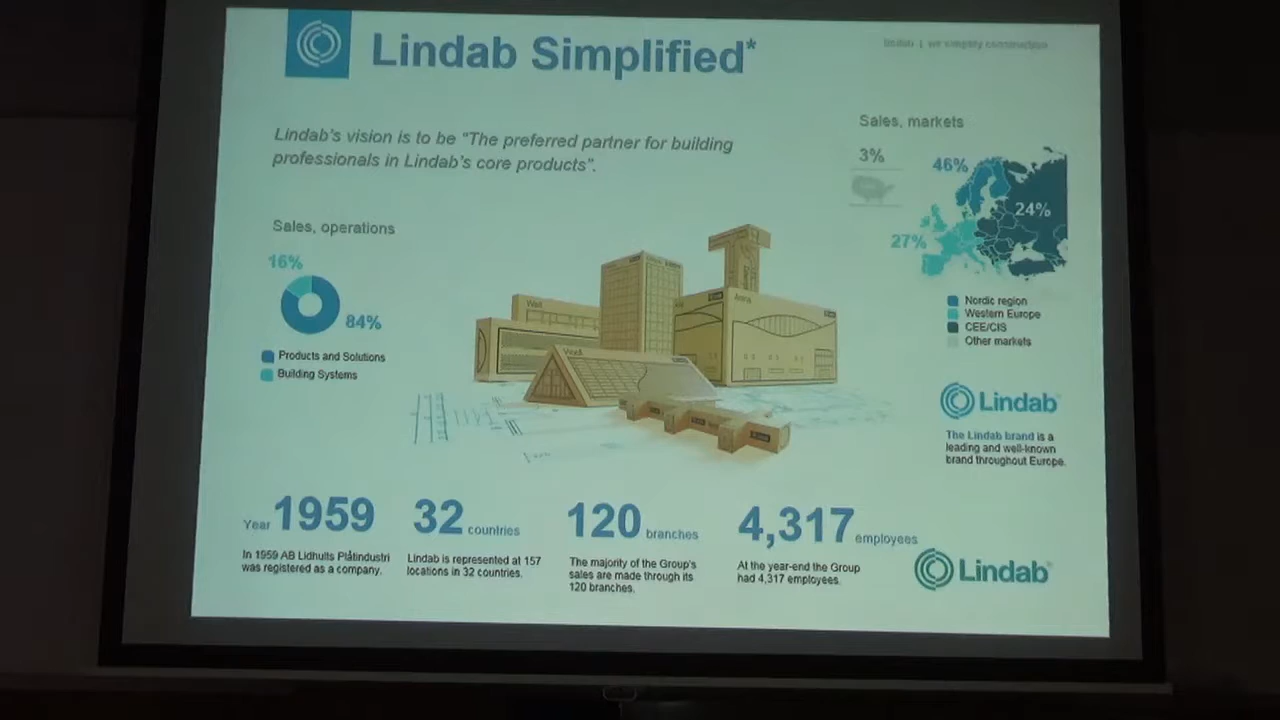 Lindab Simplified*
lindab | we simplify construction
Lindab's vision is to be "The preferred partner for building
professionals in Lindab's core products".
Sales, markets
3%
46%
24%
27%
Nordic region
Western Europe
CEE/CIS
Other markets
Sales, operations
16%
84%
Products and Solutions
Building Systems
Lindab
The Lindab brand is a
leading and well-known
brand throughout Europe.
Year 1959
In 1959 AB Lidhults Plåtindustri
was registered as a company.
32 countries
Lindab is represented at 157
locations in 32 countries.
120 branches
The majority of the Group's
sales are made through its
120 branches.
4,317 employees
At the year-end the Group
had 4,317 employees.
Lindab